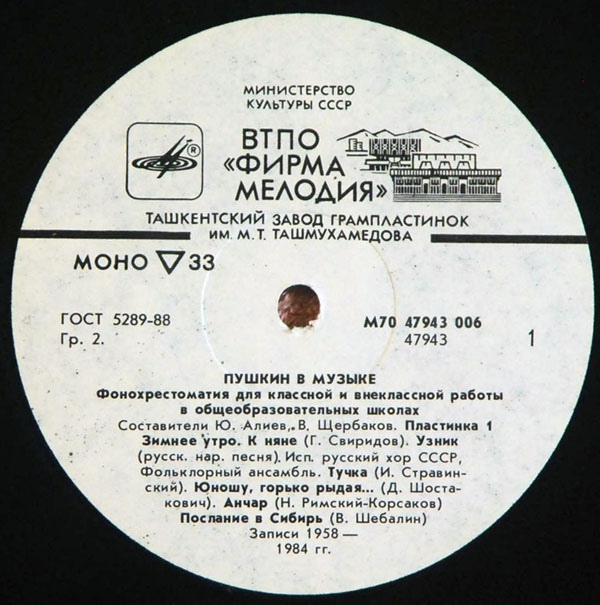 МИНИСТЕРСТВО
КУЛЬТУРЫ СССР
ВТПО
«ФИРМА
МЕЛОДИЯ»
®
ТАШКЕНТСКИЙ ЗАВОД ГРАМПЛАСТИНОК
ИМ. М. Т. ТАШМУХАМЕДОВА
МОНО ▽ 33
ГОСТ 5289-88
Гр. 2.
М70 47943 006
47943
1
ПУШКИН В МУЗЫКЕ
Фонохрестоматия для классной и внеклассной работы
в общеобразовательных школах
Составители Ю. Алиев, В. Щербаков. Пластинка 1
Зимнее утро. К няне (Г. Свиридов). Узник
(русск. нар. песня). Исп. русский хор СССР,
Фольклорный ансамбль. Тучка (И. Стравин-
ский). Юношу, горько рыдая... (Д. Шоста-
кович). Анчар (Н. Римский-Корсаков)
Послание в Сибирь (В. Шебалин)
Записи 1958—
1984 гг.